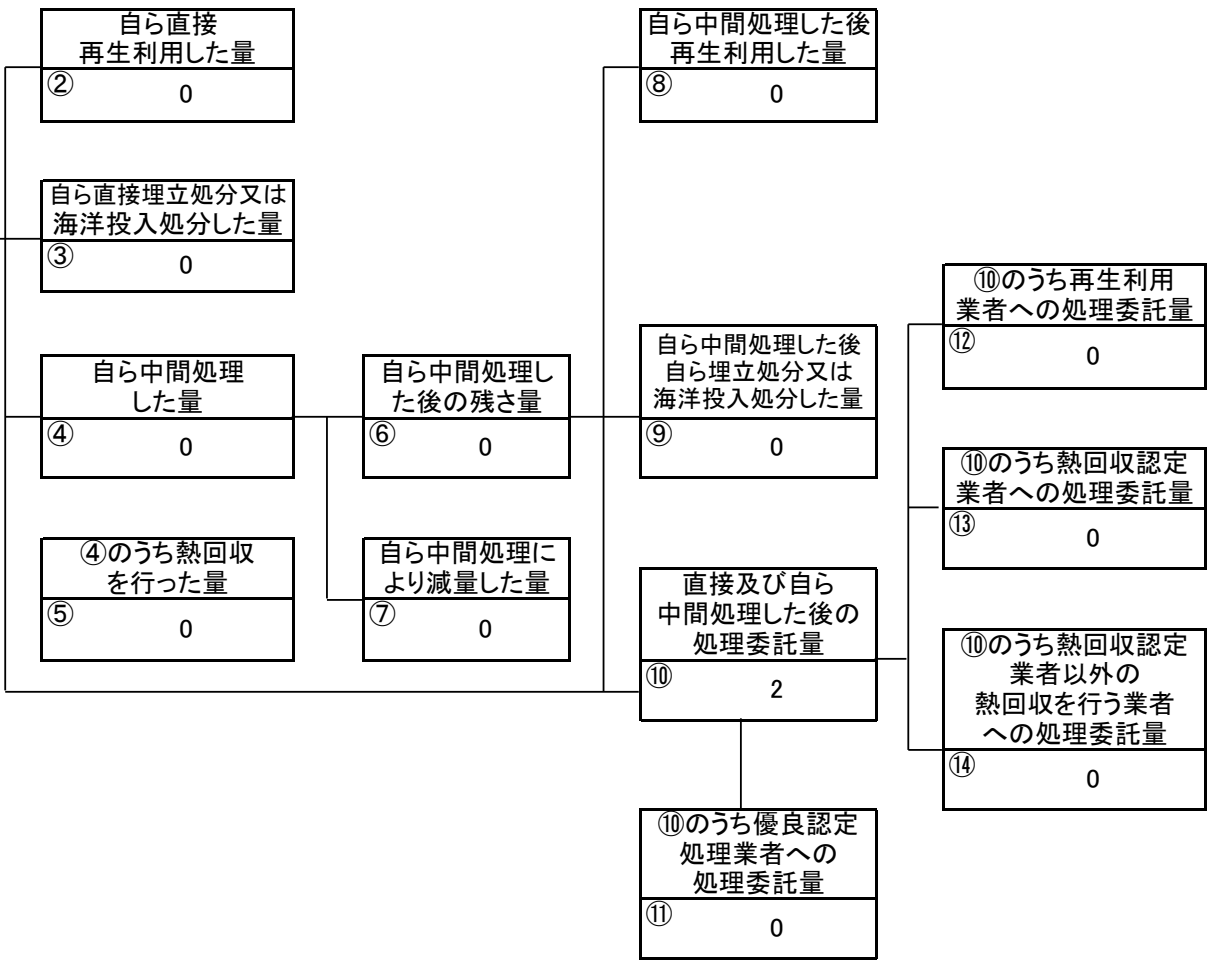 自ら直接
再生利用した量
②
0
自ら直接埋立処分又は
海洋投入処分した量
③
0
自ら中間処理
した量
④
0
④のうち熱回収
を行った量
⑤
0
自ら中間処理し
た後の残さ量
⑥
0
自ら中間処理に
より減量した量
⑦
0
自ら中間処理した後
再生利用した量
⑧
0
自ら中間処理した後
自ら埋立処分又は
海洋投入処分した量
⑨
0
直接及び自ら
中間処理した後の
処理委託量
⑩
2
⑩のうち優良認定
処理業者への
処理委託量
⑪
0
⑩のうち再生利用
業者への処理委託量
⑫
0
⑩のうち熱回収認定
業者への処理委託量
⑬
0
⑩のうち熱回収認定
業者以外の
熱回収を行う業者
への処理委託量
⑭
0